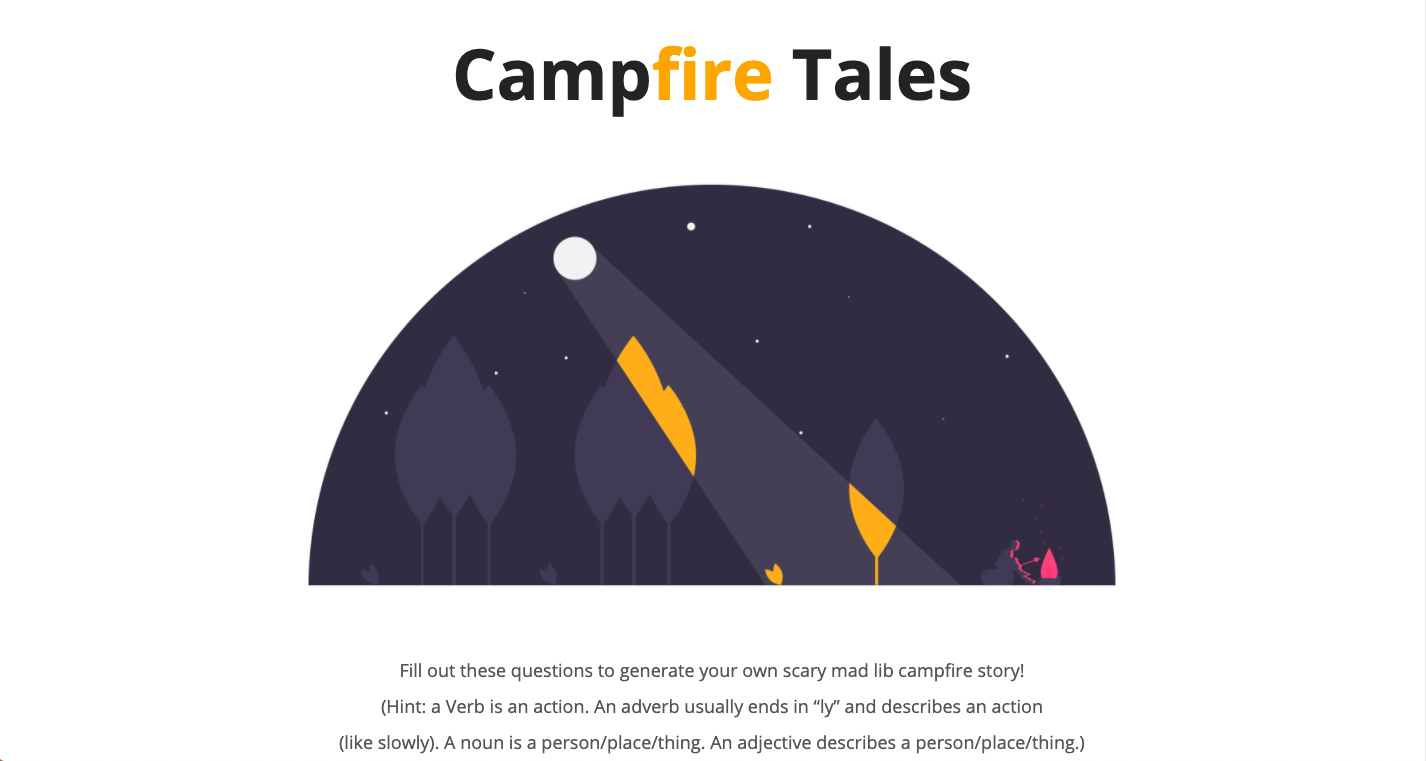 Campfire Tales
Fill out these questions to generate your own scary mad lib campfire story!
(Hint: a Verb is an action. An adverb usually ends in “ly” and describes an action
(like slowly). A noun is a person/place/thing. An adjective describes a person/place/thing.)